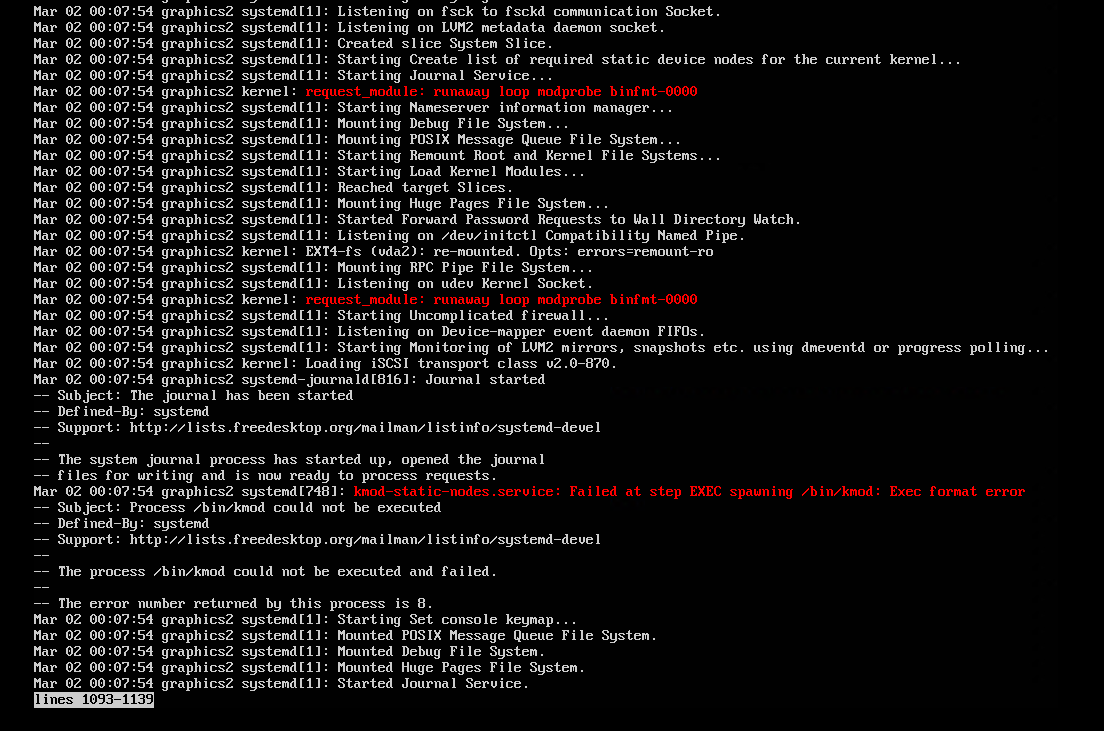 Mar 02 00:07:54 graphics2 systemd[1]: Listening on fsck to fsckd communication Socket.
Mar 02 00:07:54 graphics2 systemd[1]: Listening on LVM2 metadata daemon socket.
Mar 02 00:07:54 graphics2 systemd[1]: Created slice System Slice.
Mar 02 00:07:54 graphics2 systemd[1]: Starting Create list of required static device nodes for the current kernel...
Mar 02 00:07:54 graphics2 systemd[1]: Starting Journal Service...
Mar 02 00:07:54 graphics2 kernel: request_module: runaway loop modprobe binfmt-0000
Mar 02 00:07:54 graphics2 systemd[1]: Starting Nameserver information manager...
Mar 02 00:07:54 graphics2 systemd[1]: Mounting Debug File System...
Mar 02 00:07:54 graphics2 systemd[1]: Mounting POSIX Message Queue File System...
Mar 02 00:07:54 graphics2 systemd[1]: Starting Remount Root and Kernel File Systems...
Mar 02 00:07:54 graphics2 systemd[1]: Starting Load Kernel Modules...
Mar 02 00:07:54 graphics2 systemd[1]: Reached target Slices.
Mar 02 00:07:54 graphics2 systemd[1]: Mounting Huge Pages File System...
Mar 02 00:07:54 graphics2 systemd[1]: Started Forward Password Requests to Wall Directory Watch.
Mar 02 00:07:54 graphics2 systemd[1]: Listening on /dev/initctl Compatibility Named Pipe.
Mar 02 00:07:54 graphics2 kernel: EXT4-fs (vda2): re-mounted. Opts: errors=remount-ro
Mar 02 00:07:54 graphics2 systemd[1]: Mounting RPC Pipe File System...
Mar 02 00:07:54 graphics2 systemd[1]: Listening on udev Kernel Socket.
Mar 02 00:07:54 graphics2 kernel: request_module: runaway loop modprobe binfmt-0000
Mar 02 00:07:54 graphics2 systemd[1]: Starting Uncomplicated firewall...
Mar 02 00:07:54 graphics2 systemd[1]: Listening on Device-mapper event daemon FIFOs.
Mar 02 00:07:54 graphics2 systemd[1]: Starting Monitoring of LVM2 mirrors, snapshots etc. using dmeventd or progress polling...
Mar 02 00:07:54 graphics2 kernel: Loading iSCSI transport class v2.0-870.
Mar 02 00:07:54 graphics2 systemd-journald[816]: Journal started
-- Subject: The journal has been started
-- Defined-By: systemd
-- Support: http://lists.freedesktop.org/mailman/listinfo/systemd-devel
--
-- The system journal process has started up, opened the journal
-- files for writing and is now ready to process requests.
Mar 02 00:07:54 graphics2 systemd[748]: kmod-static-nodes.service: Failed at step EXEC spawning /bin/kmod: Exec format error
-- Subject: Process /bin/kmod could not be executed
-- Defined-By: systemd
-- Support: http://lists.freedesktop.org/mailman/listinfo/systemd-devel
--
-- The process /bin/kmod could not be executed and failed.
--
-- The error number returned by this process is 8.
Mar 02 00:07:54 graphics2 systemd[1]: Starting Set console keymap...
Mar 02 00:07:54 graphics2 systemd[1]: Mounted POSIX Message Queue File System.
Mar 02 00:07:54 graphics2 systemd[1]: Mounted Debug File System.
Mar 02 00:07:54 graphics2 systemd[1]: Mounted Huge Pages File System.
Mar 02 00:07:54 graphics2 systemd[1]: Started Journal Service.
lines 1093-1139